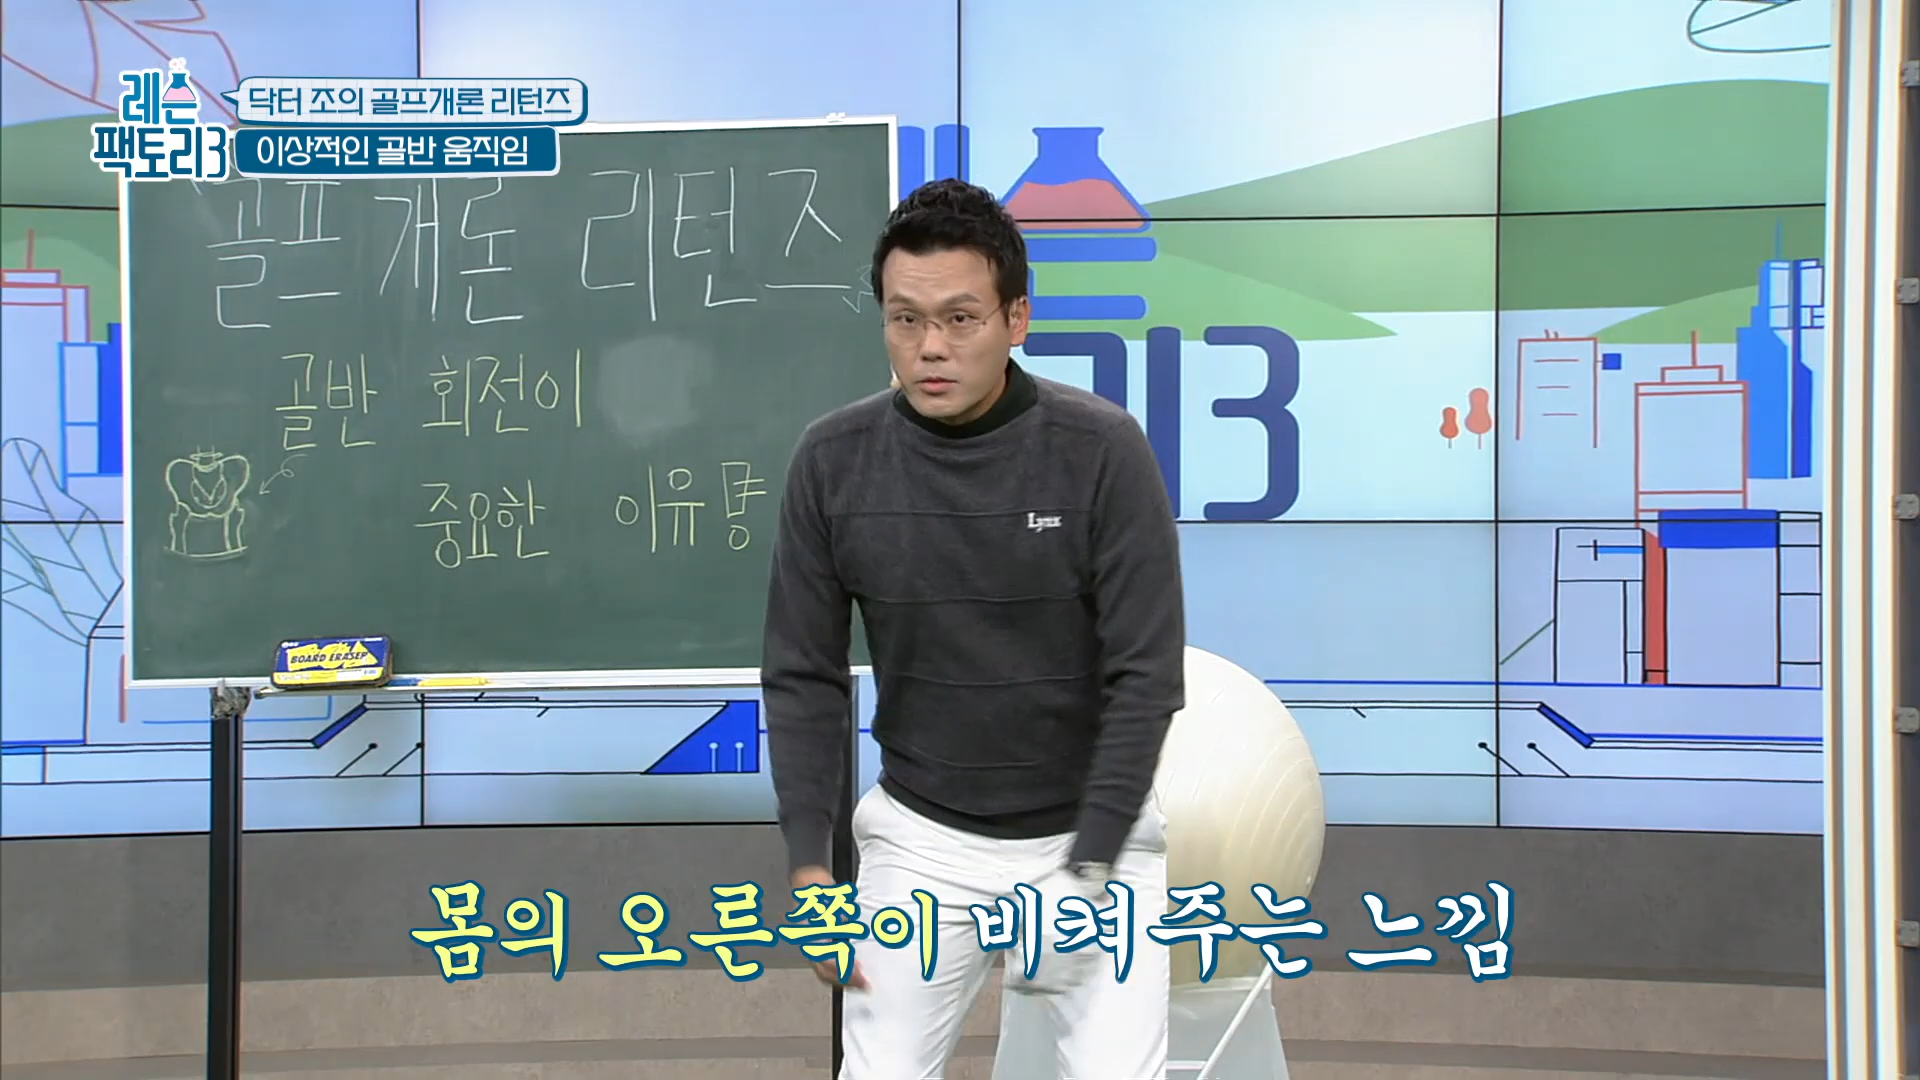 레슨
팩토리3
닥터 조의 골프개론 리턴즈
이상적인 골반 움직임
골프 개론 리턴즈
골반 회전이
중요한 이유
BOARD ERASER
Lynx
몸의 오른쪽이 비켜주는 느낌